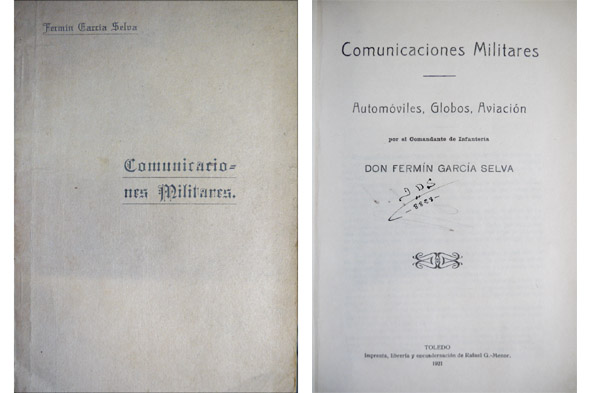 Fermín García Selva
Comunicacio=
nes Militares.
Comunicaciones Militares
Automóviles, Globos, Aviación
por el Comandante de Infantería
DON FERMÍN GARCÍA SELVA
TOLEDO
Imprenta, librería y encuadernación de Rafael G.-Menor,
1921